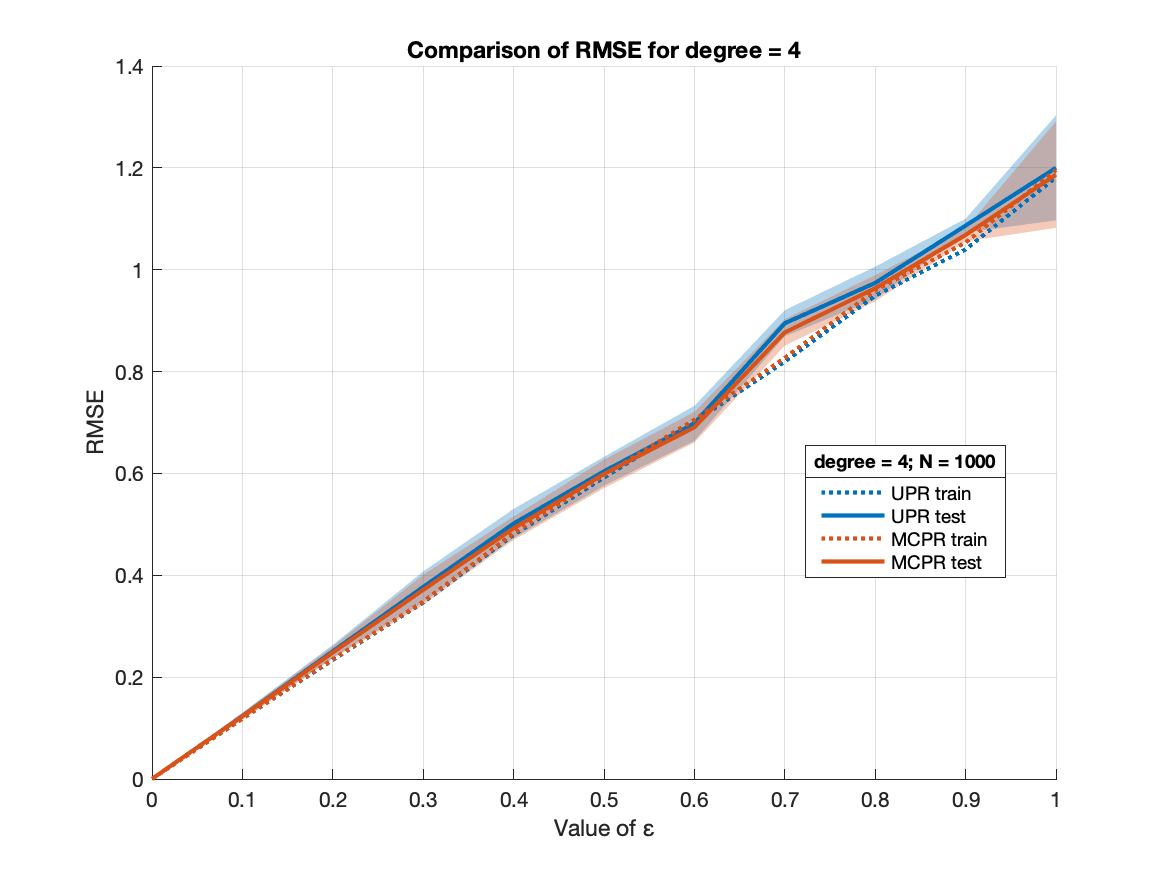 Comparison of RMSE for degree = 4
1.4
1.2
1
0.8
0.6
0.4
0.2
0
RMSE
degree = 4; N = 1000
UPR train
UPR test
MCPR train
MCPR test
0 0.1 0.2 0.3 0.4 0.5 0.6 0.7 0.8 0.9 1
Value of ε